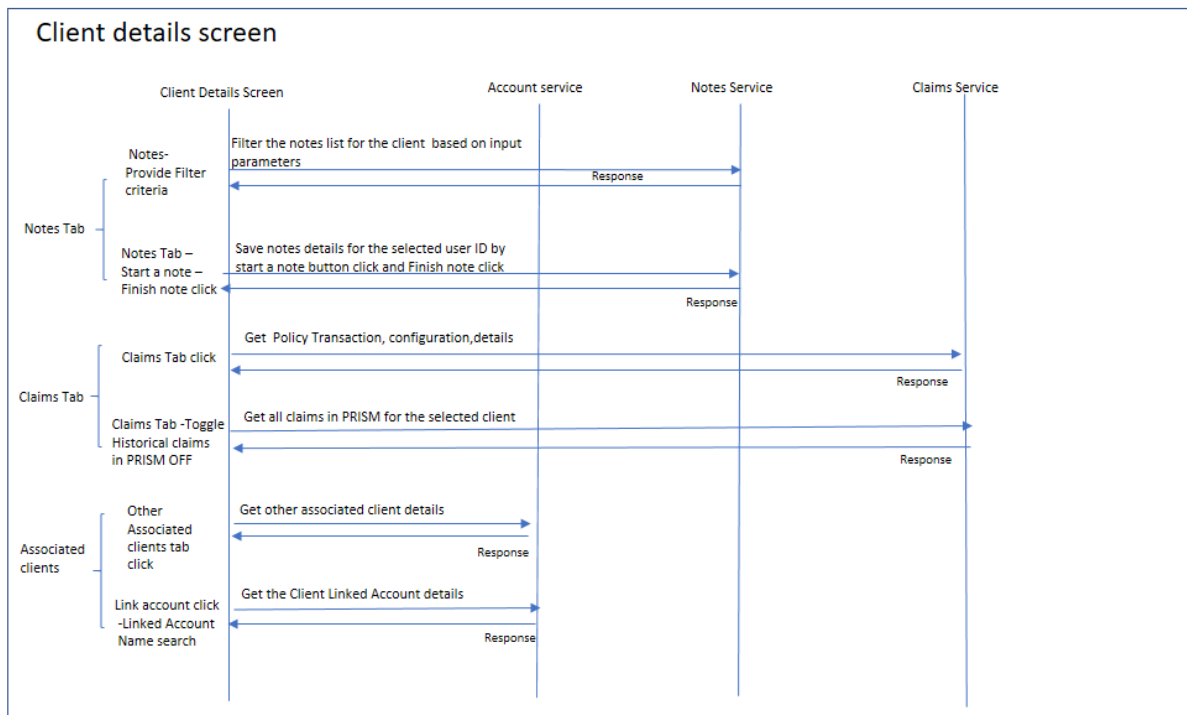 Client details screen
Client Details Screen
Account service
Notes Service
Claims Service
Notes-
Provide Filter
criteria
Filter the notes list for the client based on input
parameters
Response
Notes Tab
Notes Tab –
Start a note –
Finish note click
Save notes details for the selected user ID by
start a note button click and Finish note click
Response
Claims Tab click
Get Policy Transaction, configuration,details
Response
Claims Tab
Claims Tab -Toggle
Historical claims
in PRISM OFF
Get all claims in PRISM for the selected client
Response
Other
Associated
clients tab
click
Get other associated client details
Response
Associated
clients
Link account click
-Linked Account
Name search
Get the Client Linked Account details
Response